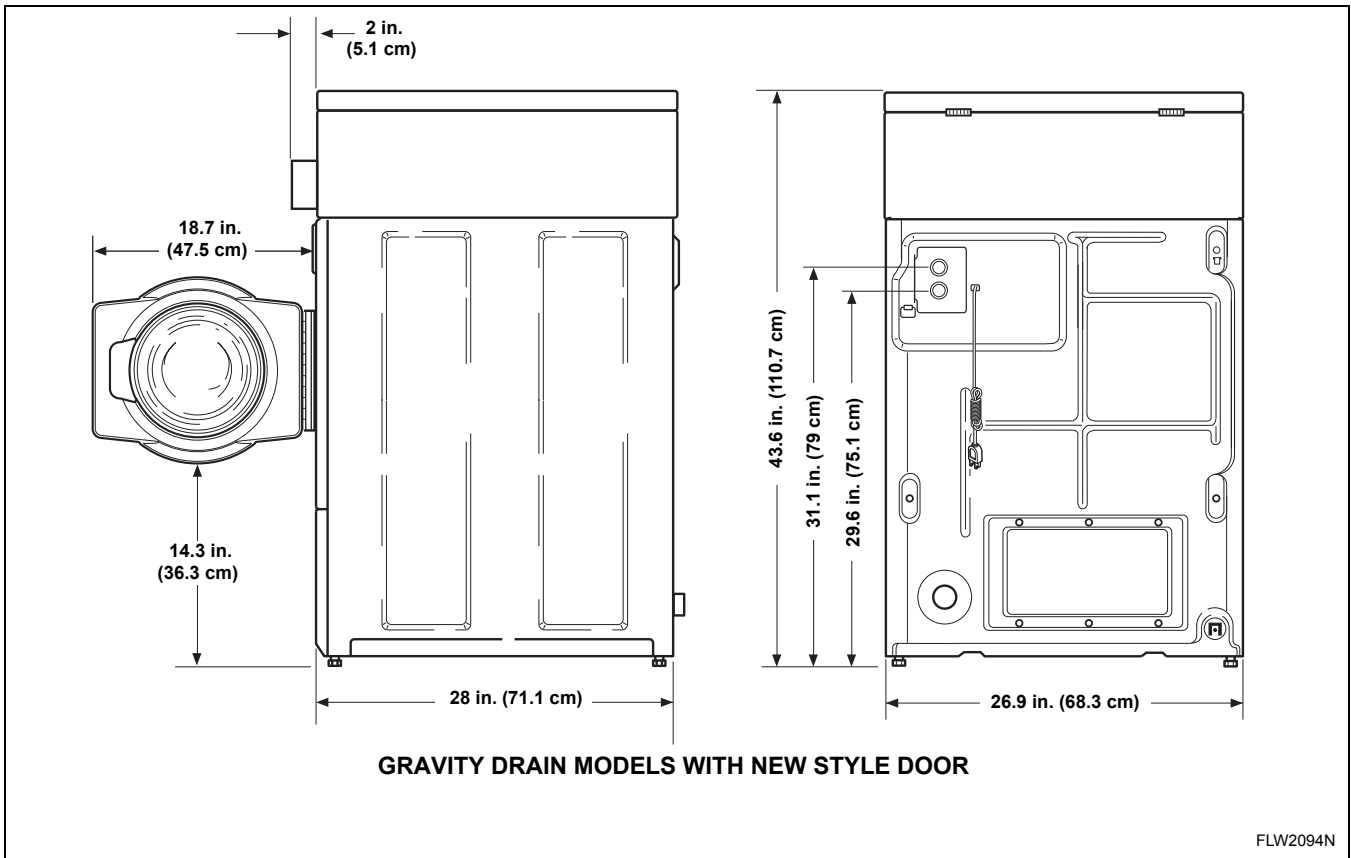 2 in.
(5.1 cm)
18.7 in.
(47.5 cm)
14.3 in.
(36.3 cm)
28 in. (71.1 cm)
43.6 in. (110.7 cm)
31.1 in. (79 cm)
29.6 in. (75.1 cm)
26.9 in. (68.3 cm)
GRAVITY DRAIN MODELS WITH NEW STYLE DOOR
FLW2094N